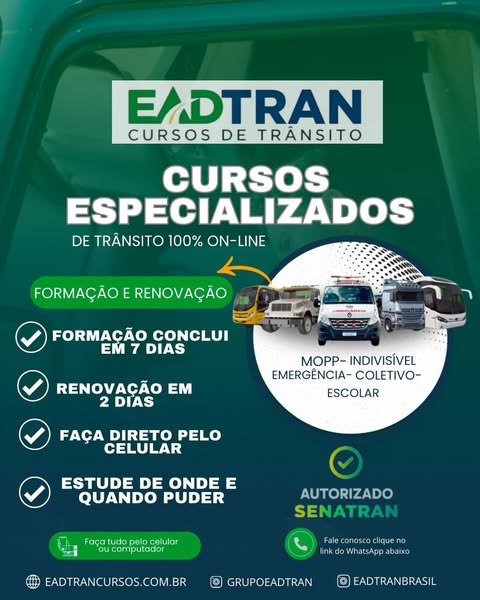 EADTRAN
CURSOS DE TRÂNSITO
CURSOS
ESPECIALIZADOS
DE TRÂNSITO 100% ON-LINE
FORMAÇÃO E RENOVAÇÃO
FORMAÇÃO CONCLUI
EM 7 DIAS
RENOVAÇÃO EM
2 DIAS
FAÇA DIRETO PELO
CELULAR
ESTUDE DE ONDE E
QUANDO PUDER
MOPP- INDIVISÍVEL
EMERGÊNCIA- COLETIVO-
ESCOLAR
AUTORIZADO
SENATRAN
Faça tudo pelo celular
ou computador
Fale conosco clique no
link do WhatsApp abaixo
EADTRANCURSOS.COM.BR
GRUPOEADTRAN
EADTRANBRASIL